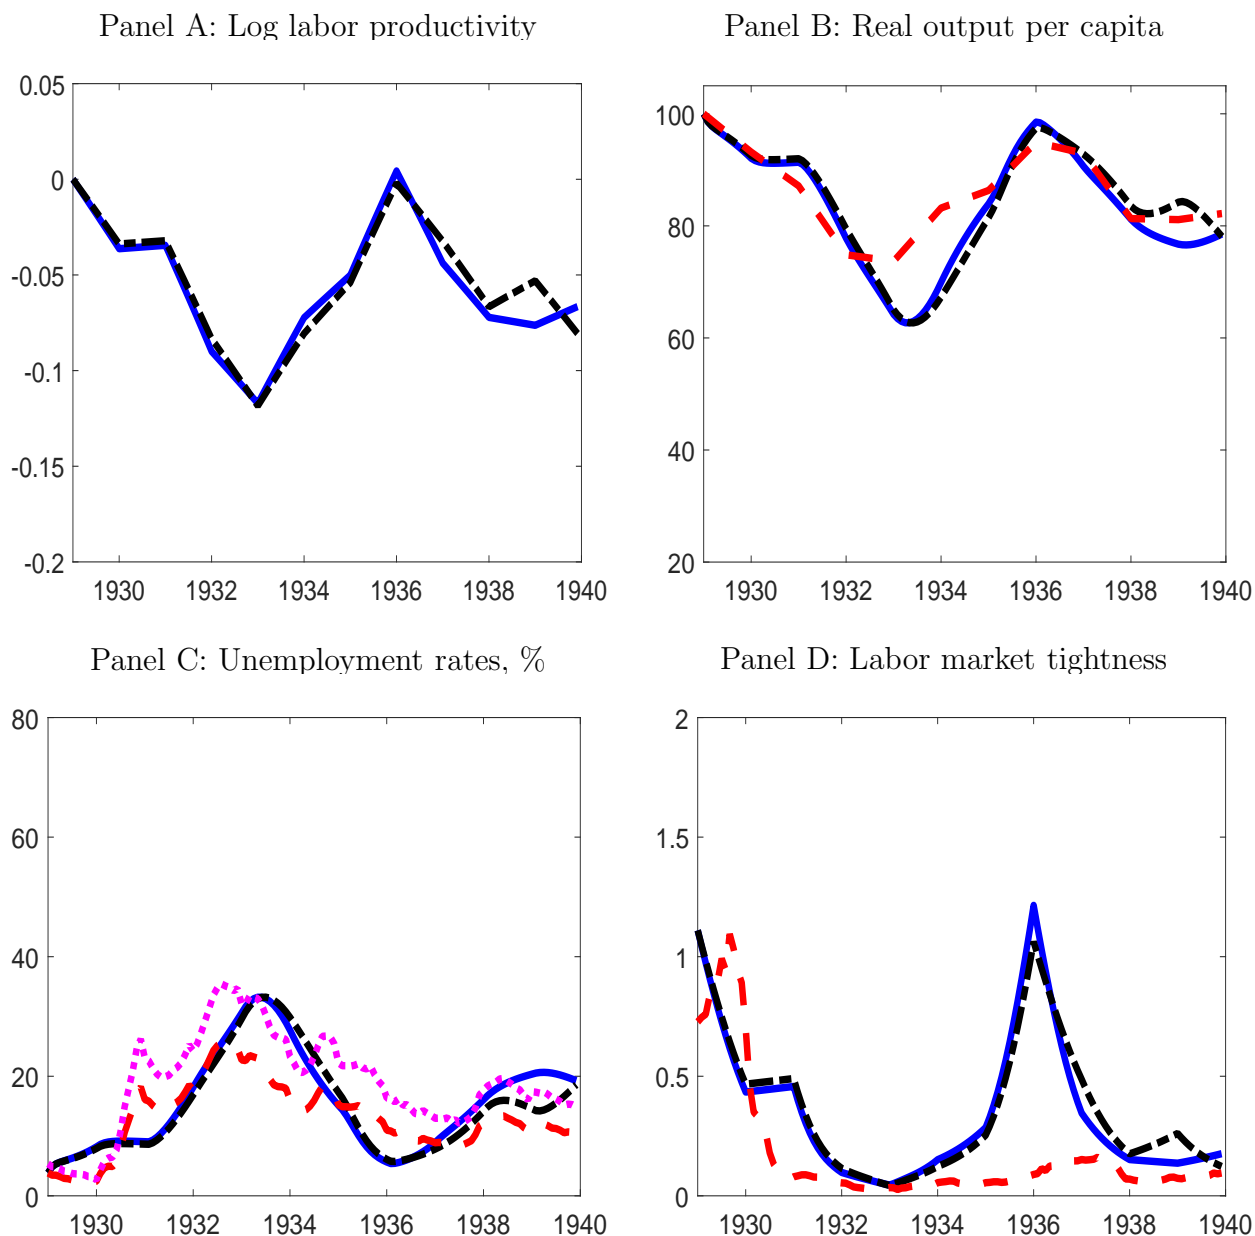 Panel A: Log labor productivity
0.05
0
-0.05
-0.1
-0.15
-0.2
1930 1932 1934 1936 1938 1940
Panel B: Real output per capita
100
80
60
40
20
1930 1932 1934 1936 1938 1940
Panel C: Unemployment rates, %
80
60
40
20
0
1930 1932 1934 1936 1938 1940
Panel D: Labor market tightness
2
1.5
1
0.5
0
1930 1932 1934 1936 1938 1940